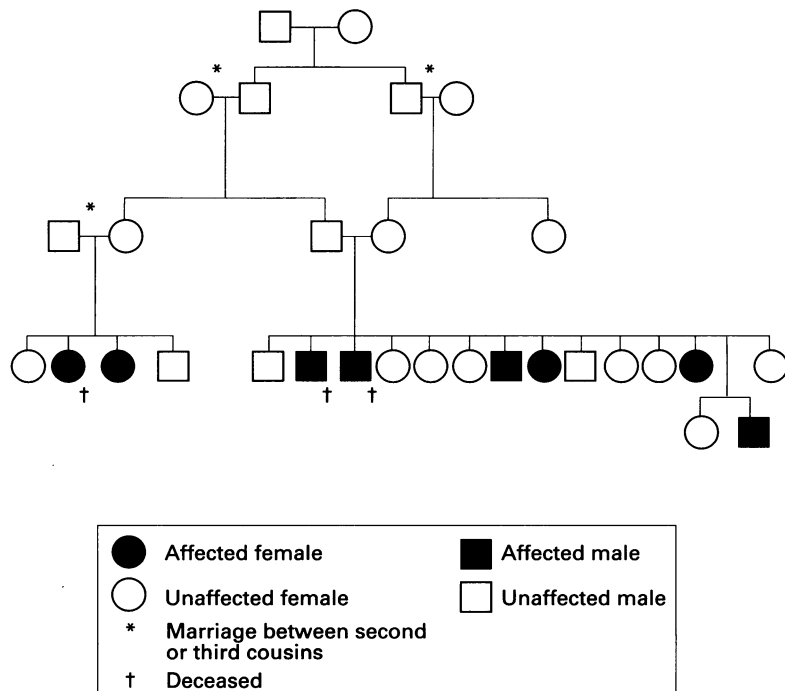 *
*
*
†
†
†
Affected female
Affected male
Unaffected female
Unaffected male
* Marriage between second
or third cousins
† Deceased